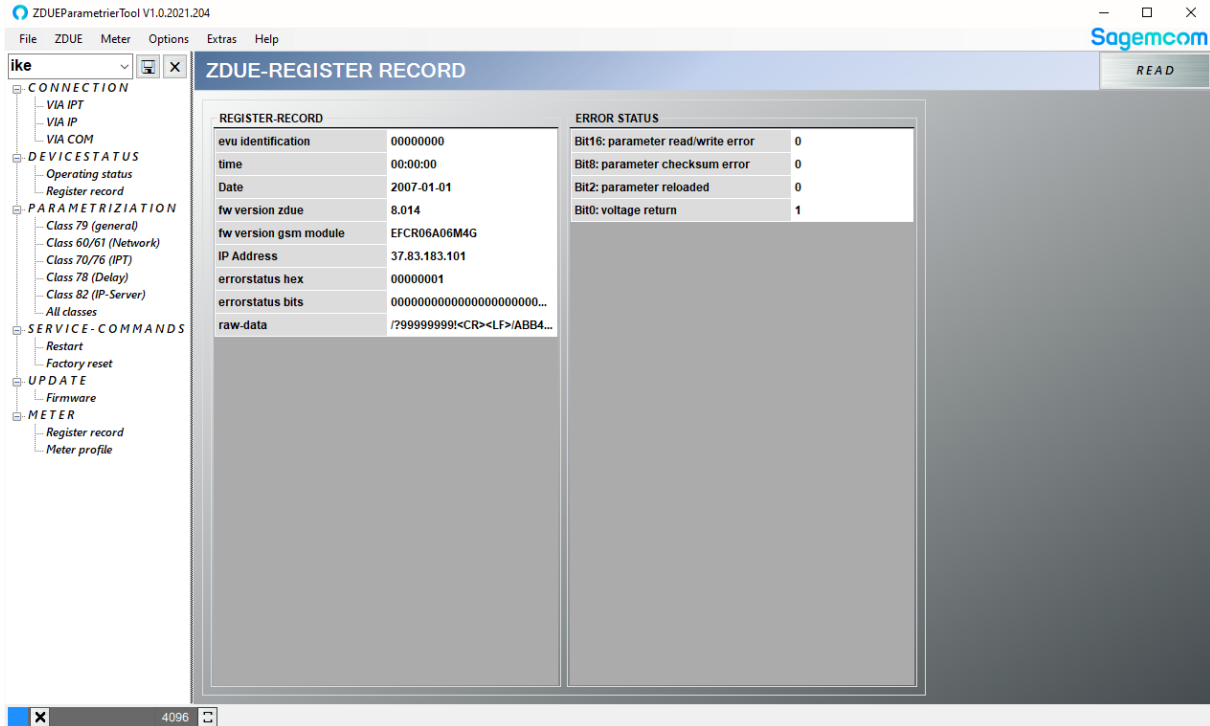 ZDUEParametrierTool V1.0.2021.204
File ZDUE Meter Options Extras Help
Sagemcom
ike
ZDUE-REGISTER RECORD
READ
CONNECTION
VIA IPT
VIA IP
VIA COM
DEVICESTATUS
Operating status
Register record
PARAMETRIZIATION
Class 79 (general)
Class 60/61 (Network)
Class 70/76 (IPT)
Class 78 (Delay)
Class 82 (IP-Server)
All classes
SERVICE-COMMANDS
Restart
Factory reset
UPDATE
Firmware
METER
Register record
Meter profile
REGISTER-RECORD
evu identification 00000000
time 00:00:00
Date 2007-01-01
fw version zdue 8.014
fw version gsm module EFCR06A06M4G
IP Address 37.83.183.101
errorstatus hex 00000001
errorstatus bits 0000000000000000000000...
raw-data /?99999999!<CR><LF>/ABB4...
ERROR STATUS
Bit16: parameter read/write error 0
Bit8: parameter checksum error 0
Bit2: parameter reloaded 0
Bit0: voltage return 1
4096